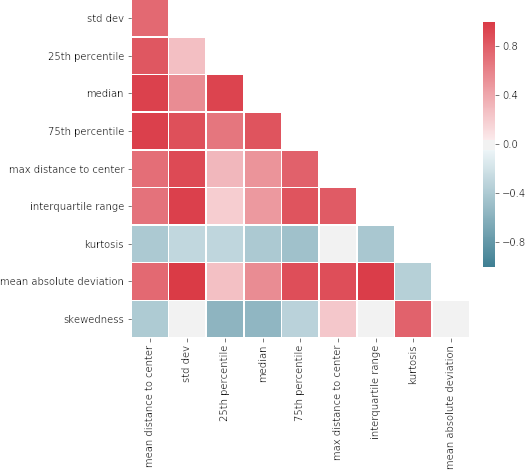 std dev
25th percentile
median
75th percentile
max distance to center
interquartile range
kurtosis
mean absolute deviation
skewedness
mean distance to center
std dev
25th percentile
median
75th percentile
max distance to center
interquartile range
kurtosis
mean absolute deviation
0.8
0.4
0.0
−0.4
−0.8